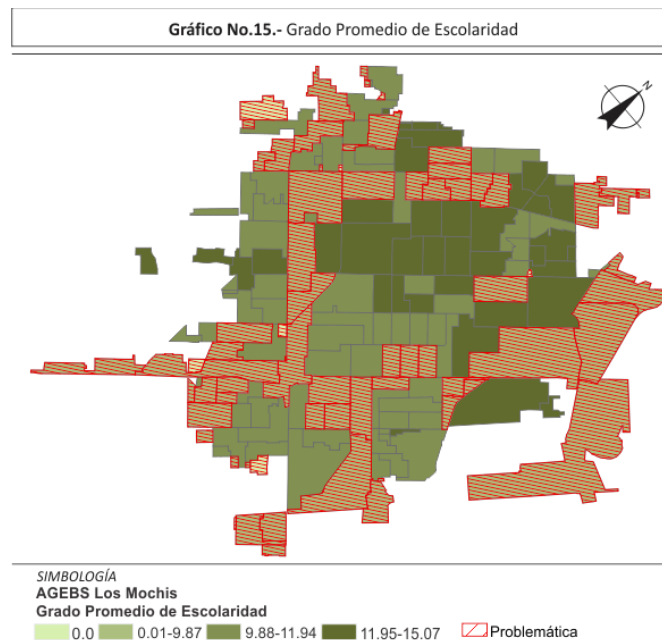 Gráfico No.15.- Grado Promedio de Escolaridad
N
SIMBOLOGÍA
AGEBS Los Mochis
Grado Promedio de Escolaridad
0.0 0.01-9.87 9.88-11.94 11.95-15.07 Problemática